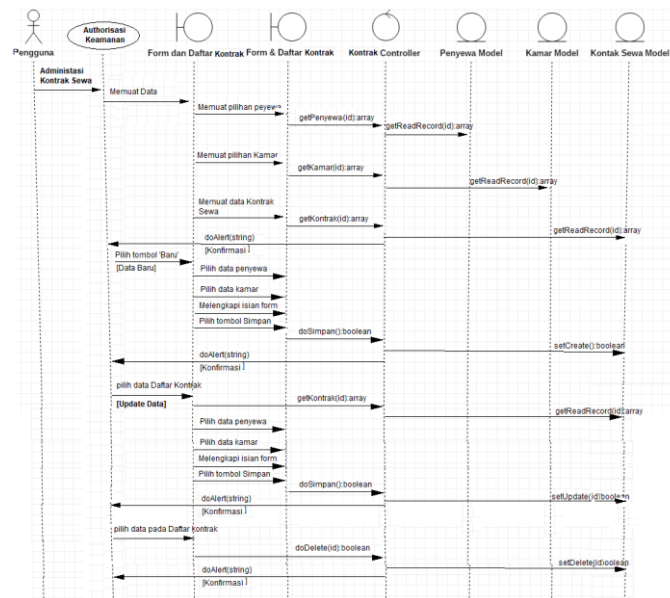 Authorisasi
Keamanan
Pengguna
Form dan Daftar Kontrak
Form & Daftar Kontrak
Kontrak Controller
Penyewa Model
Kamar Model
Kontak Sewa Model
Administasi
Kontrak Sewa
Memuat Data
Memuat pilihan peyewa
getPenyewa(id):array
getReadRecord(id):array
Memuat pilihan Kamar
getKamar(id):array
getReadRecord(id):array
Memuat data Kontrak
Sewa
getKontrak(id):array
getReadRecord(id):array
doAlert(string)
[Konfirmasi ]
Pilih tombol 'Baru'
[Data Baru]
Pilih data penyewa
Pilih data kamar
Melengkapi isian form
Pilih tombol Simpan
doSimpan():boolean
setCreate():boolean
doAlert(string)
[Konfirmasi ]
pilih data Daftar Kontrak
[Update Data]
getKontrak(id):array
getReadRecord(id):array
Pilih data penyewa
Pilih data kamar
Melengkapi isian form
Pilih tombol Simpan
doSimpan():boolean
setUpdate(id)boolean
doAlert(string)
[Konfirmasi ]
pilih data pada Daftar kontrak
doDelete(id):boolean
setDelete(id)oolean
doAlert(string)
[Konfirmasi ]